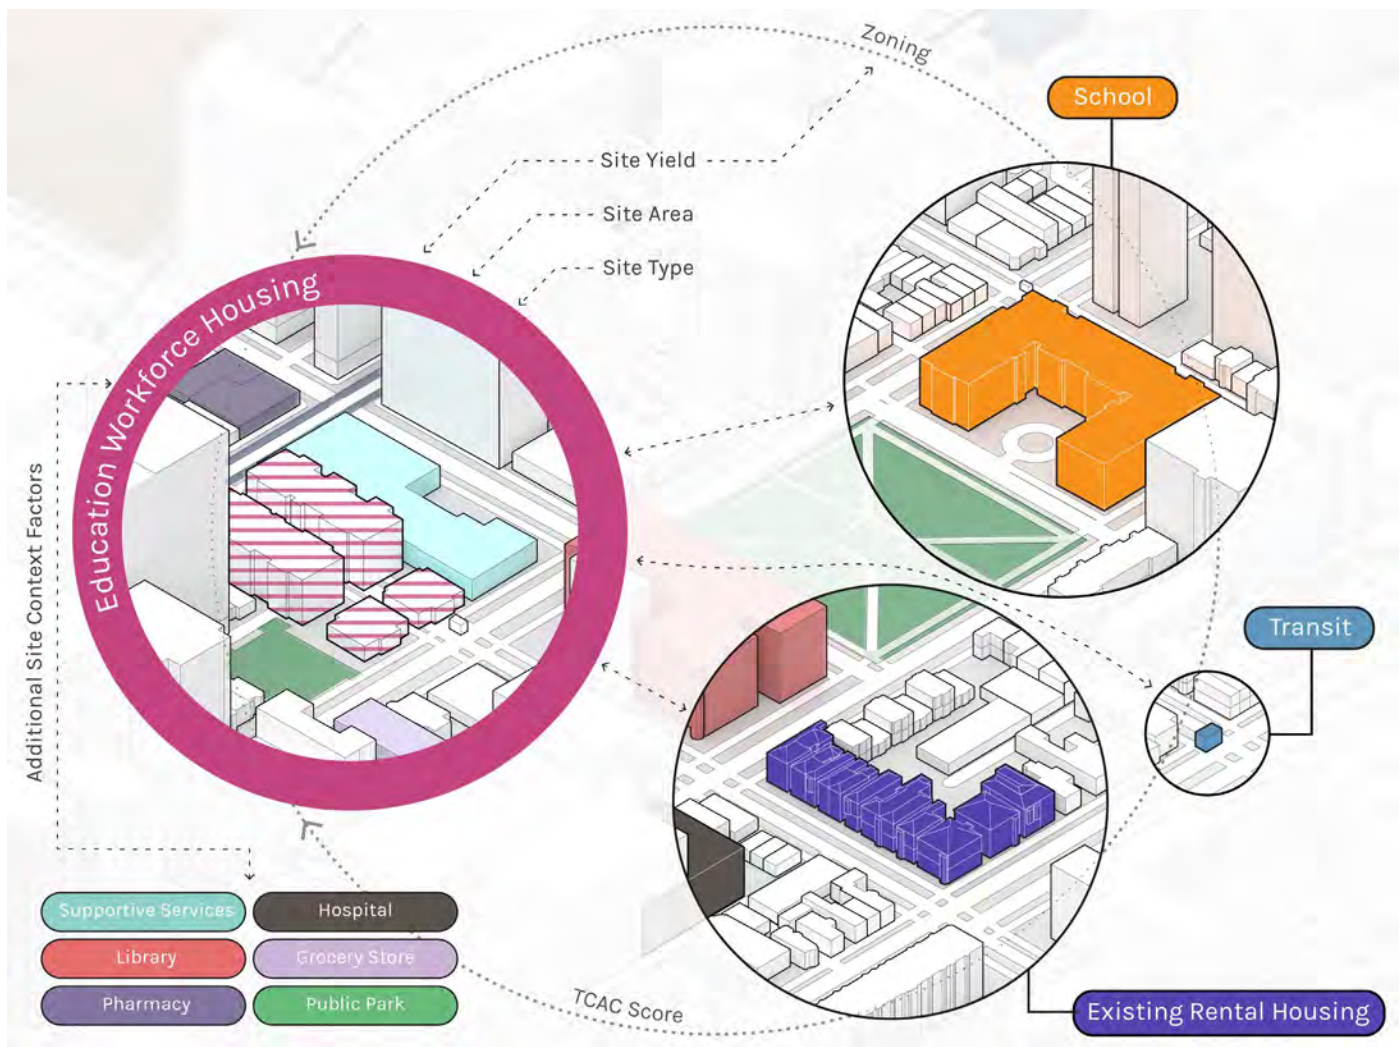 Zoning
School
Site Yield
Site Area
Site Type
Education Workforce Housing
Additional Site Context Factors
Transit
Supportive Services
Hospital
Library
Grocery Store
Pharmacy
Public Park
TCAC Score
Existing Rental Housing